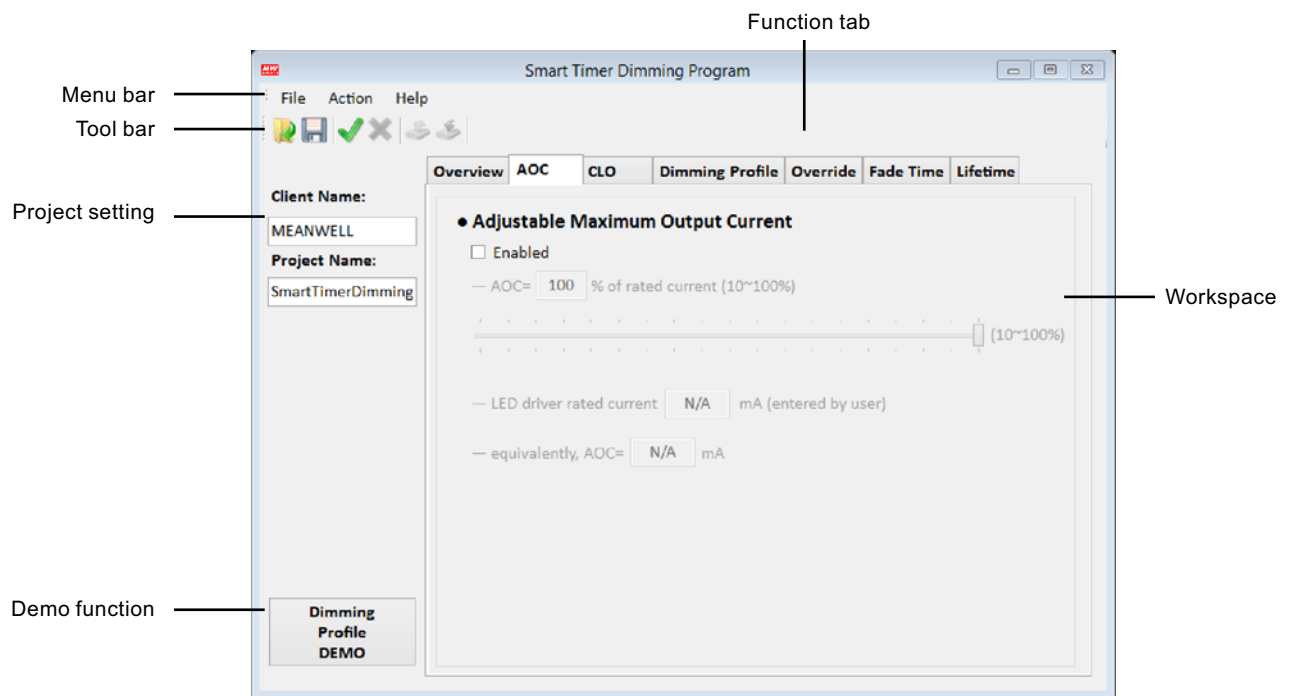 Function tab
Smart Timer Dimming Program
Menu bar
File Action Help
Tool bar
Overview AOC CLO Dimming Profile Override Fade Time Lifetime
Project setting
Client Name:
MEANWELL
Project Name:
SmartTimerDimming
● Adjustable Maximum Output Current
Enabled
— AOC= 100 % of rated current (10~100%)
(10~100%)
Workspace
— LED driver rated current N/A mA (entered by user)
— equivalently, AOC= N/A mA
Demo function
Dimming
Profile
DEMO